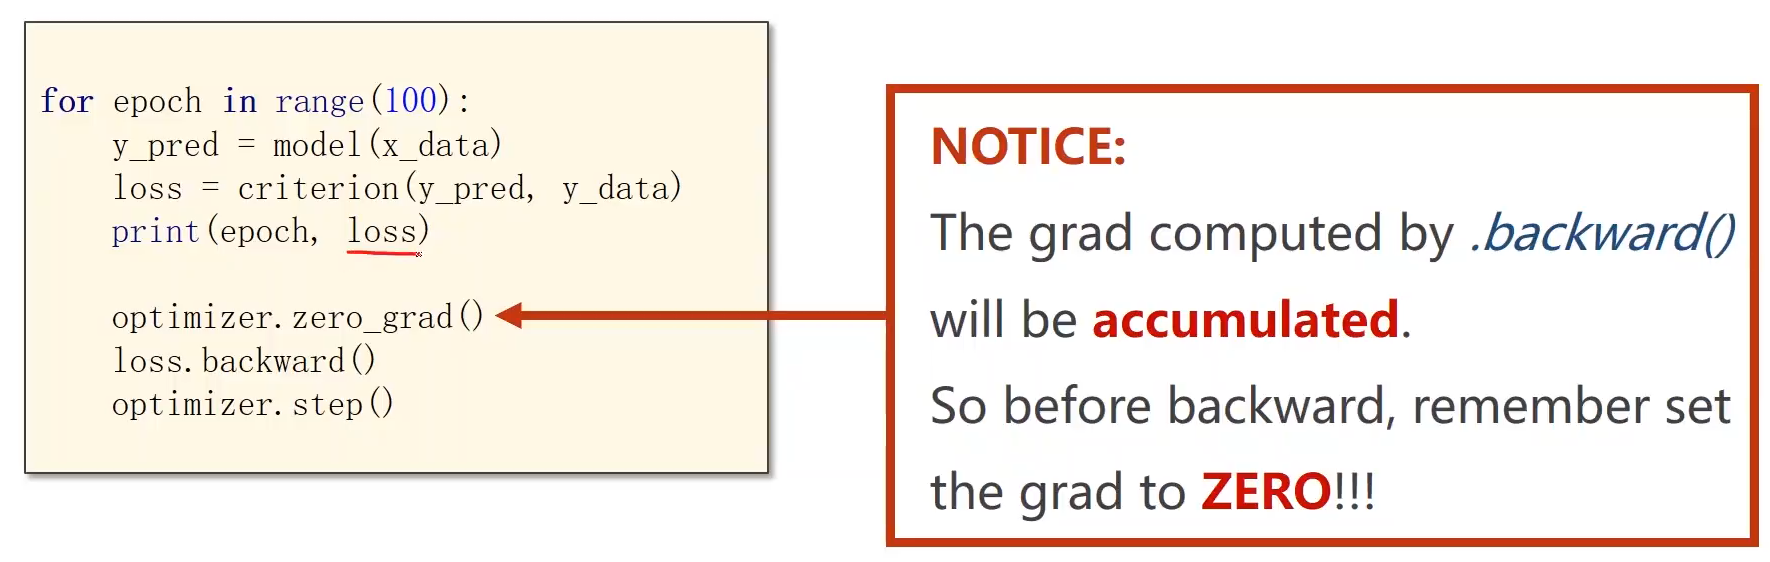 for epoch in range(100):
    y_pred = model(x_data)
    loss = criterion(y_pred, y_data)
    print(epoch, loss)
    optimizer.zero_grad()
    loss.backward()
    optimizer.step()
NOTICE:
The grad computed by .backward()
will be accumulated.
So before backward, remember set
the grad to ZERO!!!